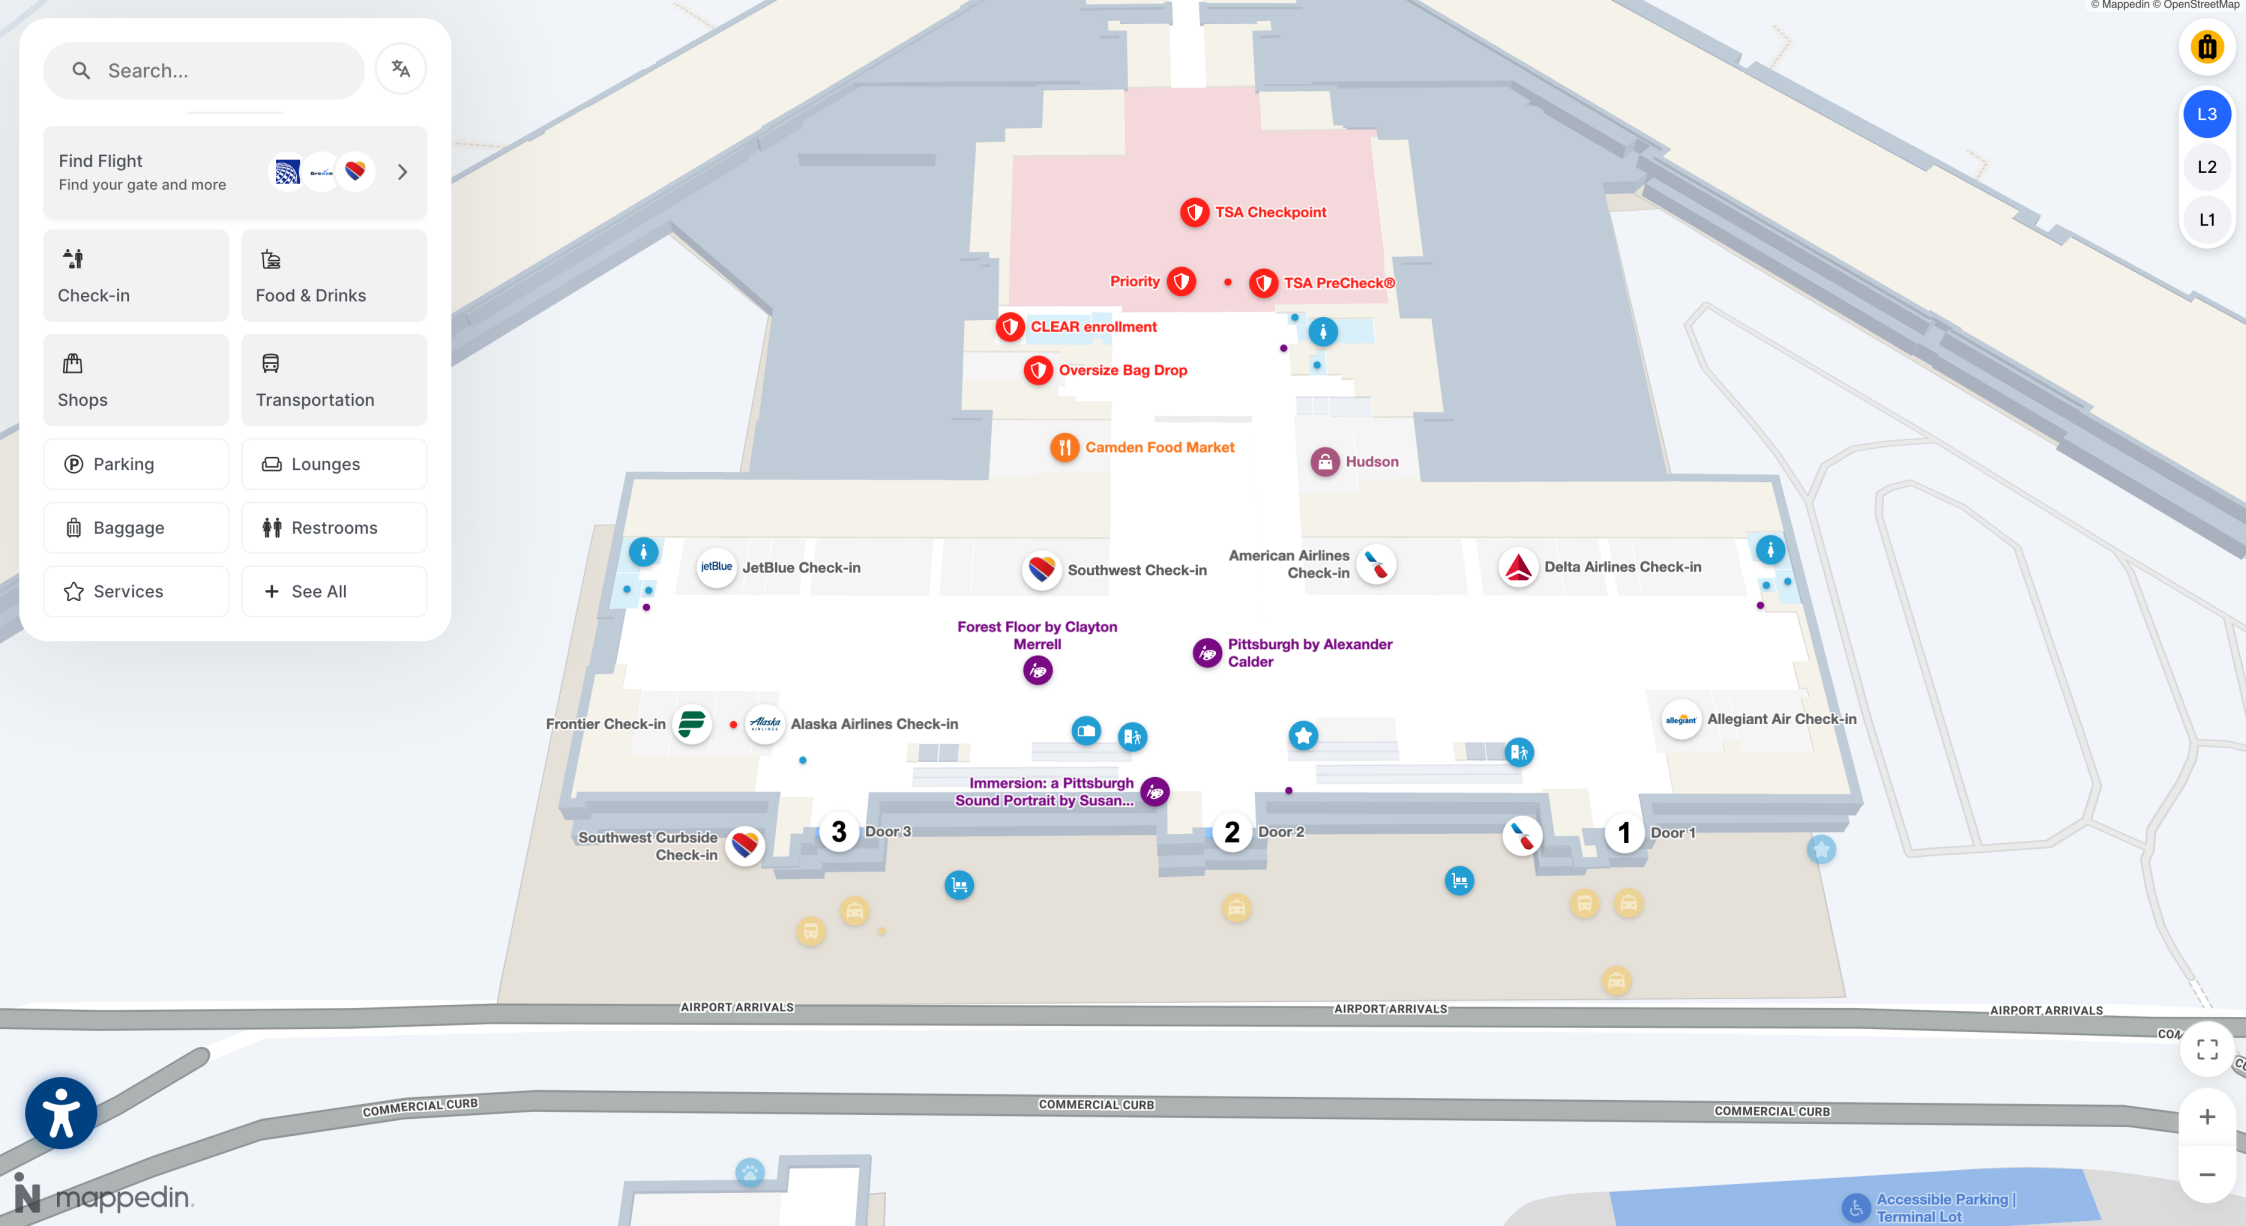 © Mappedin © OpenStreetMap
Search...
Find Flight
Find your gate and more
Check-in
Food & Drinks
Shops
Transportation
Parking
Lounges
Baggage
Restrooms
Services
See All
L3
L2
L1
TSA Checkpoint
Priority
TSA PreCheck®
CLEAR enrollment
Oversize Bag Drop
Camden Food Market
Hudson
jetBlue
JetBlue Check-in
Southwest Check-in
American Airlines
Check-in
Delta Airlines Check-in
Forest Floor by Clayton
Merrell
Pittsburgh by Alexander
Calder
Frontier Check-in
Alaska
AIRLINES
Alaska Airlines Check-in
allegiant
Allegiant Air Check-in
Immersion: a Pittsburgh
Sound Portrait by Susan...
Southwest Curbside
Check-in
3
Door 3
2
Door 2
1
Door 1
AIRPORT ARRIVALS
AIRPORT ARRIVALS
AIRPORT ARRIVALS
COMMERCIAL CURB
COMMERCIAL CURB
COMMERCIAL CURB
mappedin.
Accessible Parking |
Terminal Lot